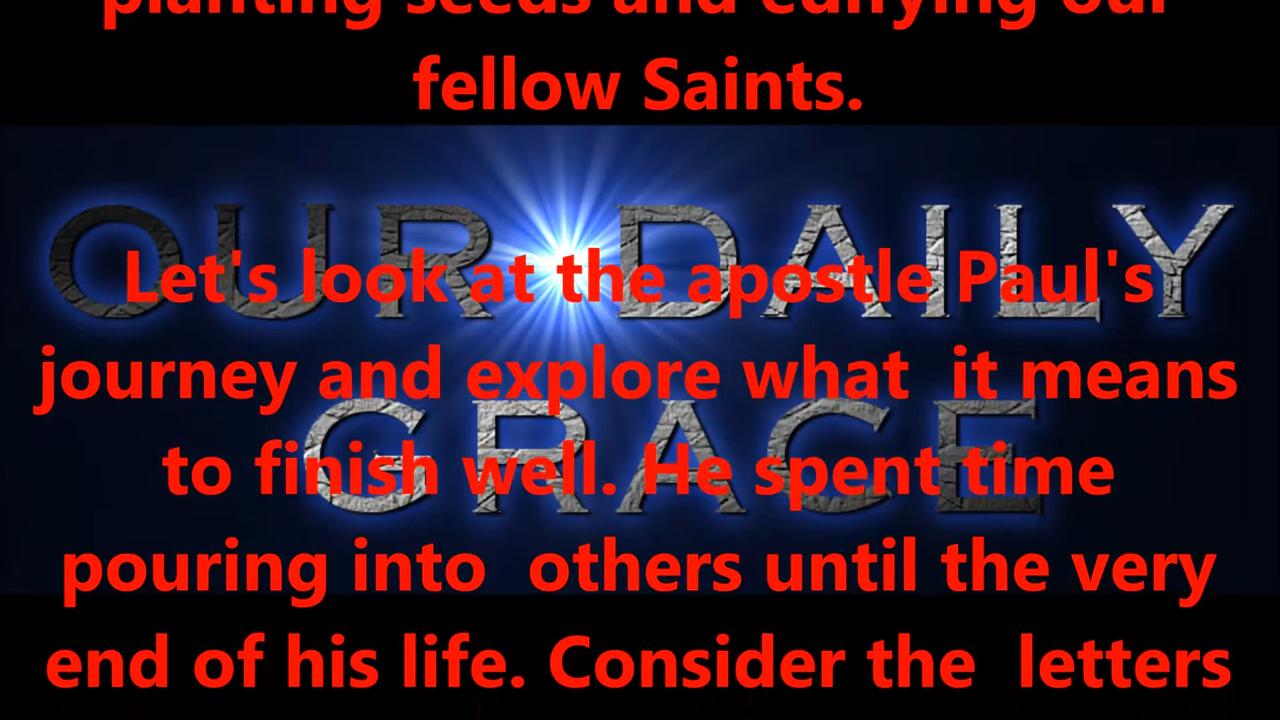 planting seeds and edifying our
fellow Saints.
OUR DAILY
Let's look at the apostle Paul's
journey and explore what it means
GRACE
to finish well. He spent time
pouring into others until the very
end of his life. Consider the letters